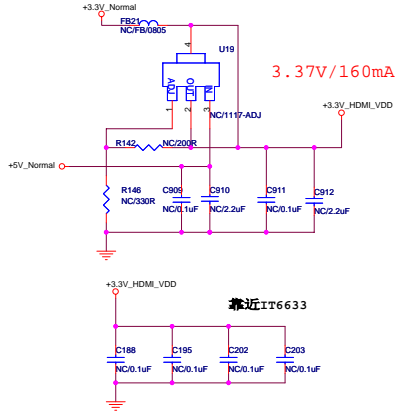 +3.3V_Normal
FB21
NC/FB/0805
4
U19
ADJ
OUT
IN
3.37V/160mA
1
2
3
NC/1117-ADJ
+3.3V_HDMI_VDD
R142
NC/200R
+5V_Normal
R146
NC/330R
C909
NC/0.1uF
C910
NC/2.2uF
C911
NC/0.1uF
C912
NC/2.2uF
+3.3V_HDMI_VDD
靠近IT6633
C188
NC/0.1uF
C195
NC/0.1uF
C202
NC/0.1uF
C203
NC/0.1uF